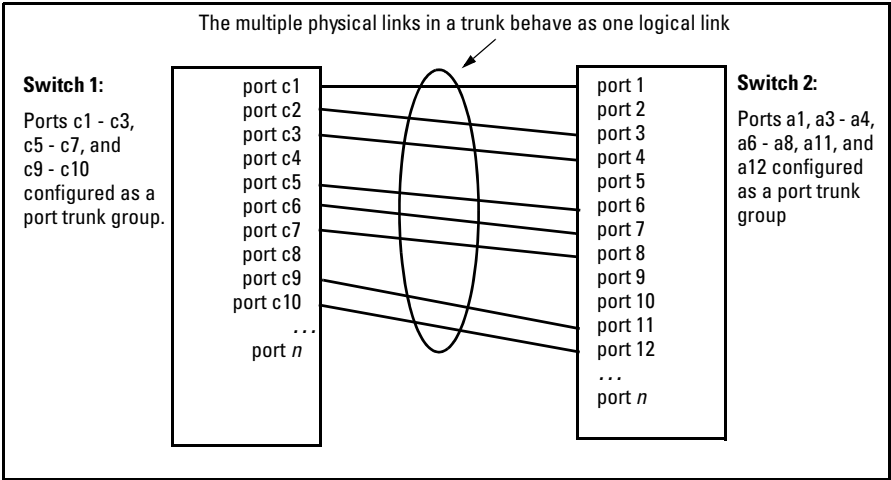 The multiple physical links in a trunk behave as one logical link
Switch 1:
Ports c1 - c3,
c5 - c7, and
c9 - c10
configured as a
port trunk group.
port c1
port c2
port c3
port c4
port c5
port c6
port c7
port c8
port c9
port c10
. . .
port n
port 1
port 2
port 3
port 4
port 5
port 6
port 7
port 8
port 9
port 10
port 11
port 12
. . .
port n
Switch 2:
Ports a1, a3 - a4,
a6 - a8, a11, and
a12 configured
as a port trunk
group